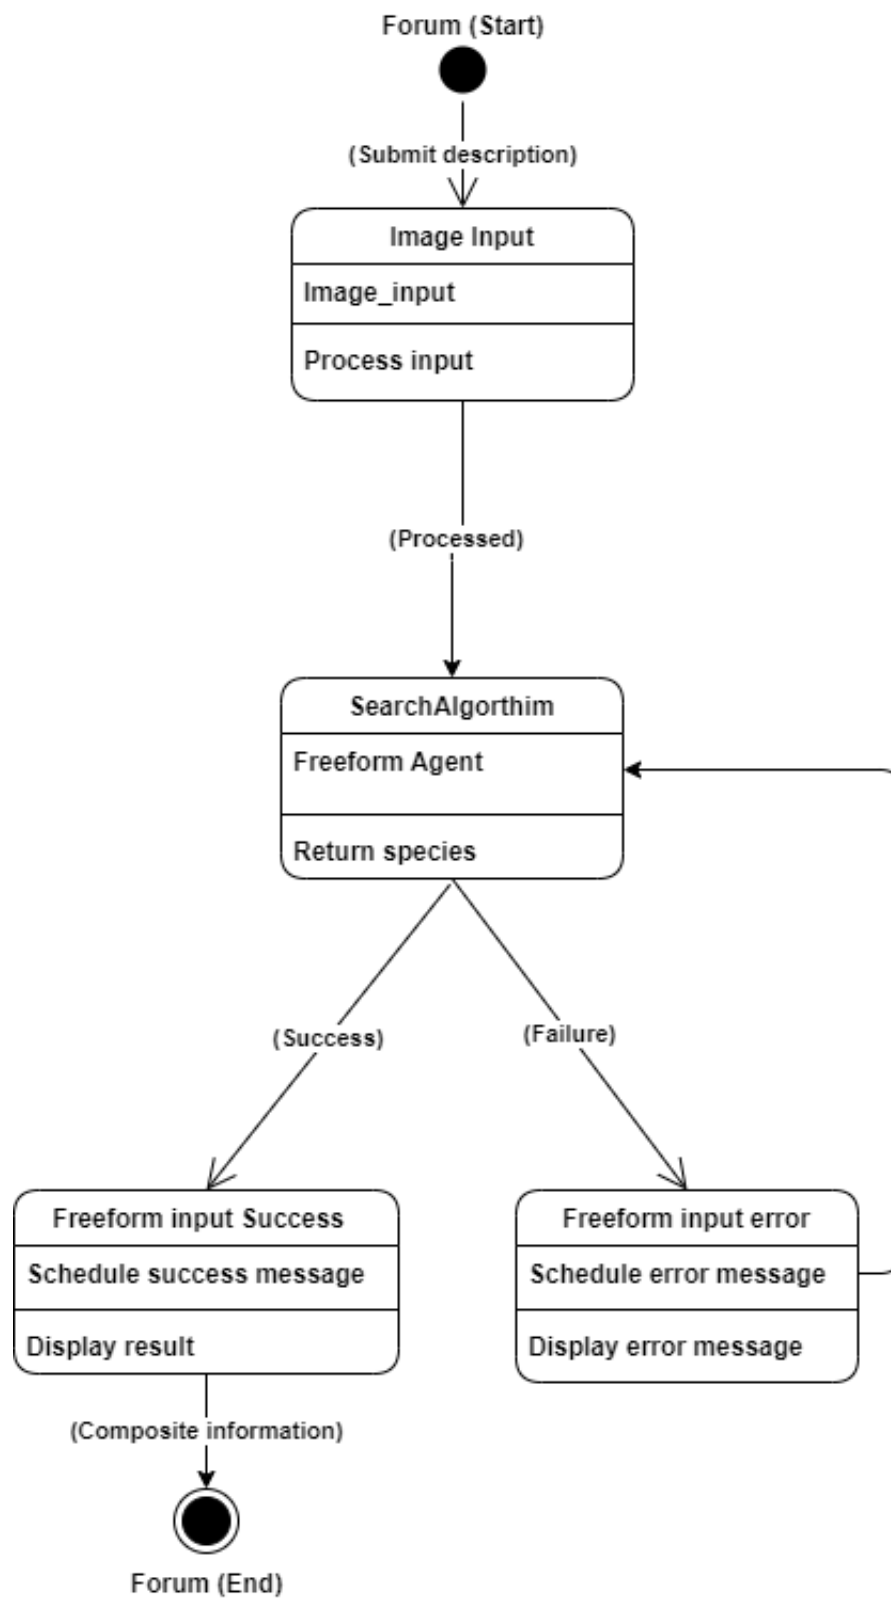 Forum (Start)
(Submit description)
Image Input
Image_input
Process input
(Processed)
SearchAlgorthim
Freeform Agent
Return species
(Success)
(Failure)
Freeform input Success
Schedule success message
Display result
Freeform input error
Schedule error message
Display error message
(Composite information)
Forum (End)